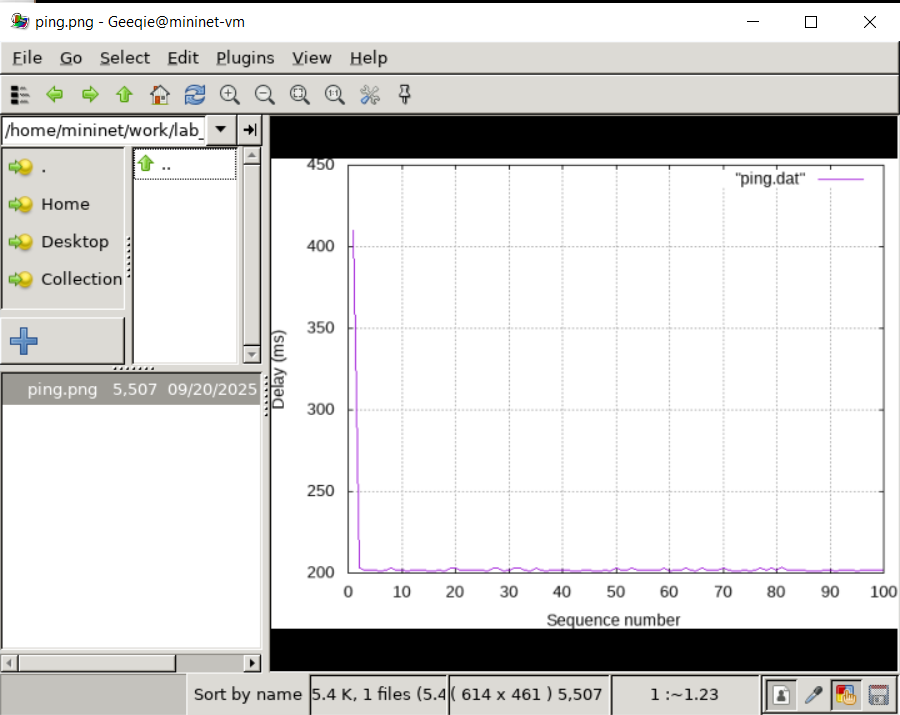 ping.png - Geeqie@mininet-vm
File Go Select Edit Plugins View Help
/home/mininet/work/lab_
.
Home
Desktop
Collection
..
ping.png 5,507 09/20/2025
"ping.dat"
450
400
350
300
250
200
Delay (ms)
0 10 20 30 40 50 60 70 80 90 100
Sequence number
Sort by name
5.4 K, 1 files (5.4
( 614 x 461 ) 5,507
1 :~1.23